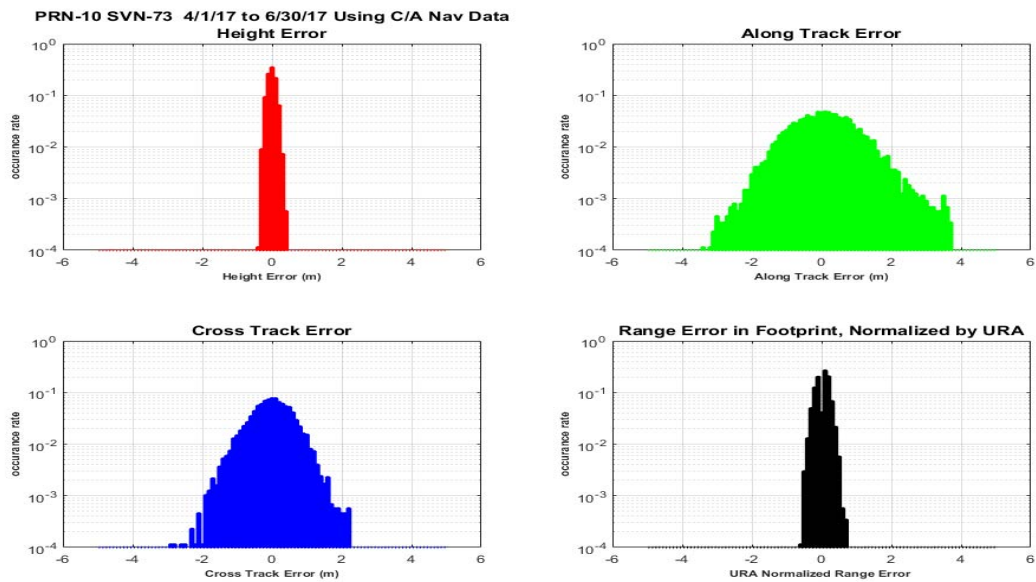 PRN-10 SVN-73 4/1/17 to 6/30/17 Using C/A Nav Data
Height Error
10^0
10^-1
10^-2
10^-3
10^-4
occurance rate
-6 -4 -2 0 2 4 6
Height Error (m)
Along Track Error
10^0
10^-1
10^-2
10^-3
10^-4
occurance rate
-6 -4 -2 0 2 4 6
Along Track Error (m)
Cross Track Error
10^0
10^-1
10^-2
10^-3
10^-4
occurance rate
-6 -4 -2 0 2 4 6
Cross Track Error (m)
Range Error in Footprint, Normalized by URA
10^0
10^-1
10^-2
10^-3
10^-4
occurance rate
-6 -4 -2 0 2 4 6
URA Normalized Range Error